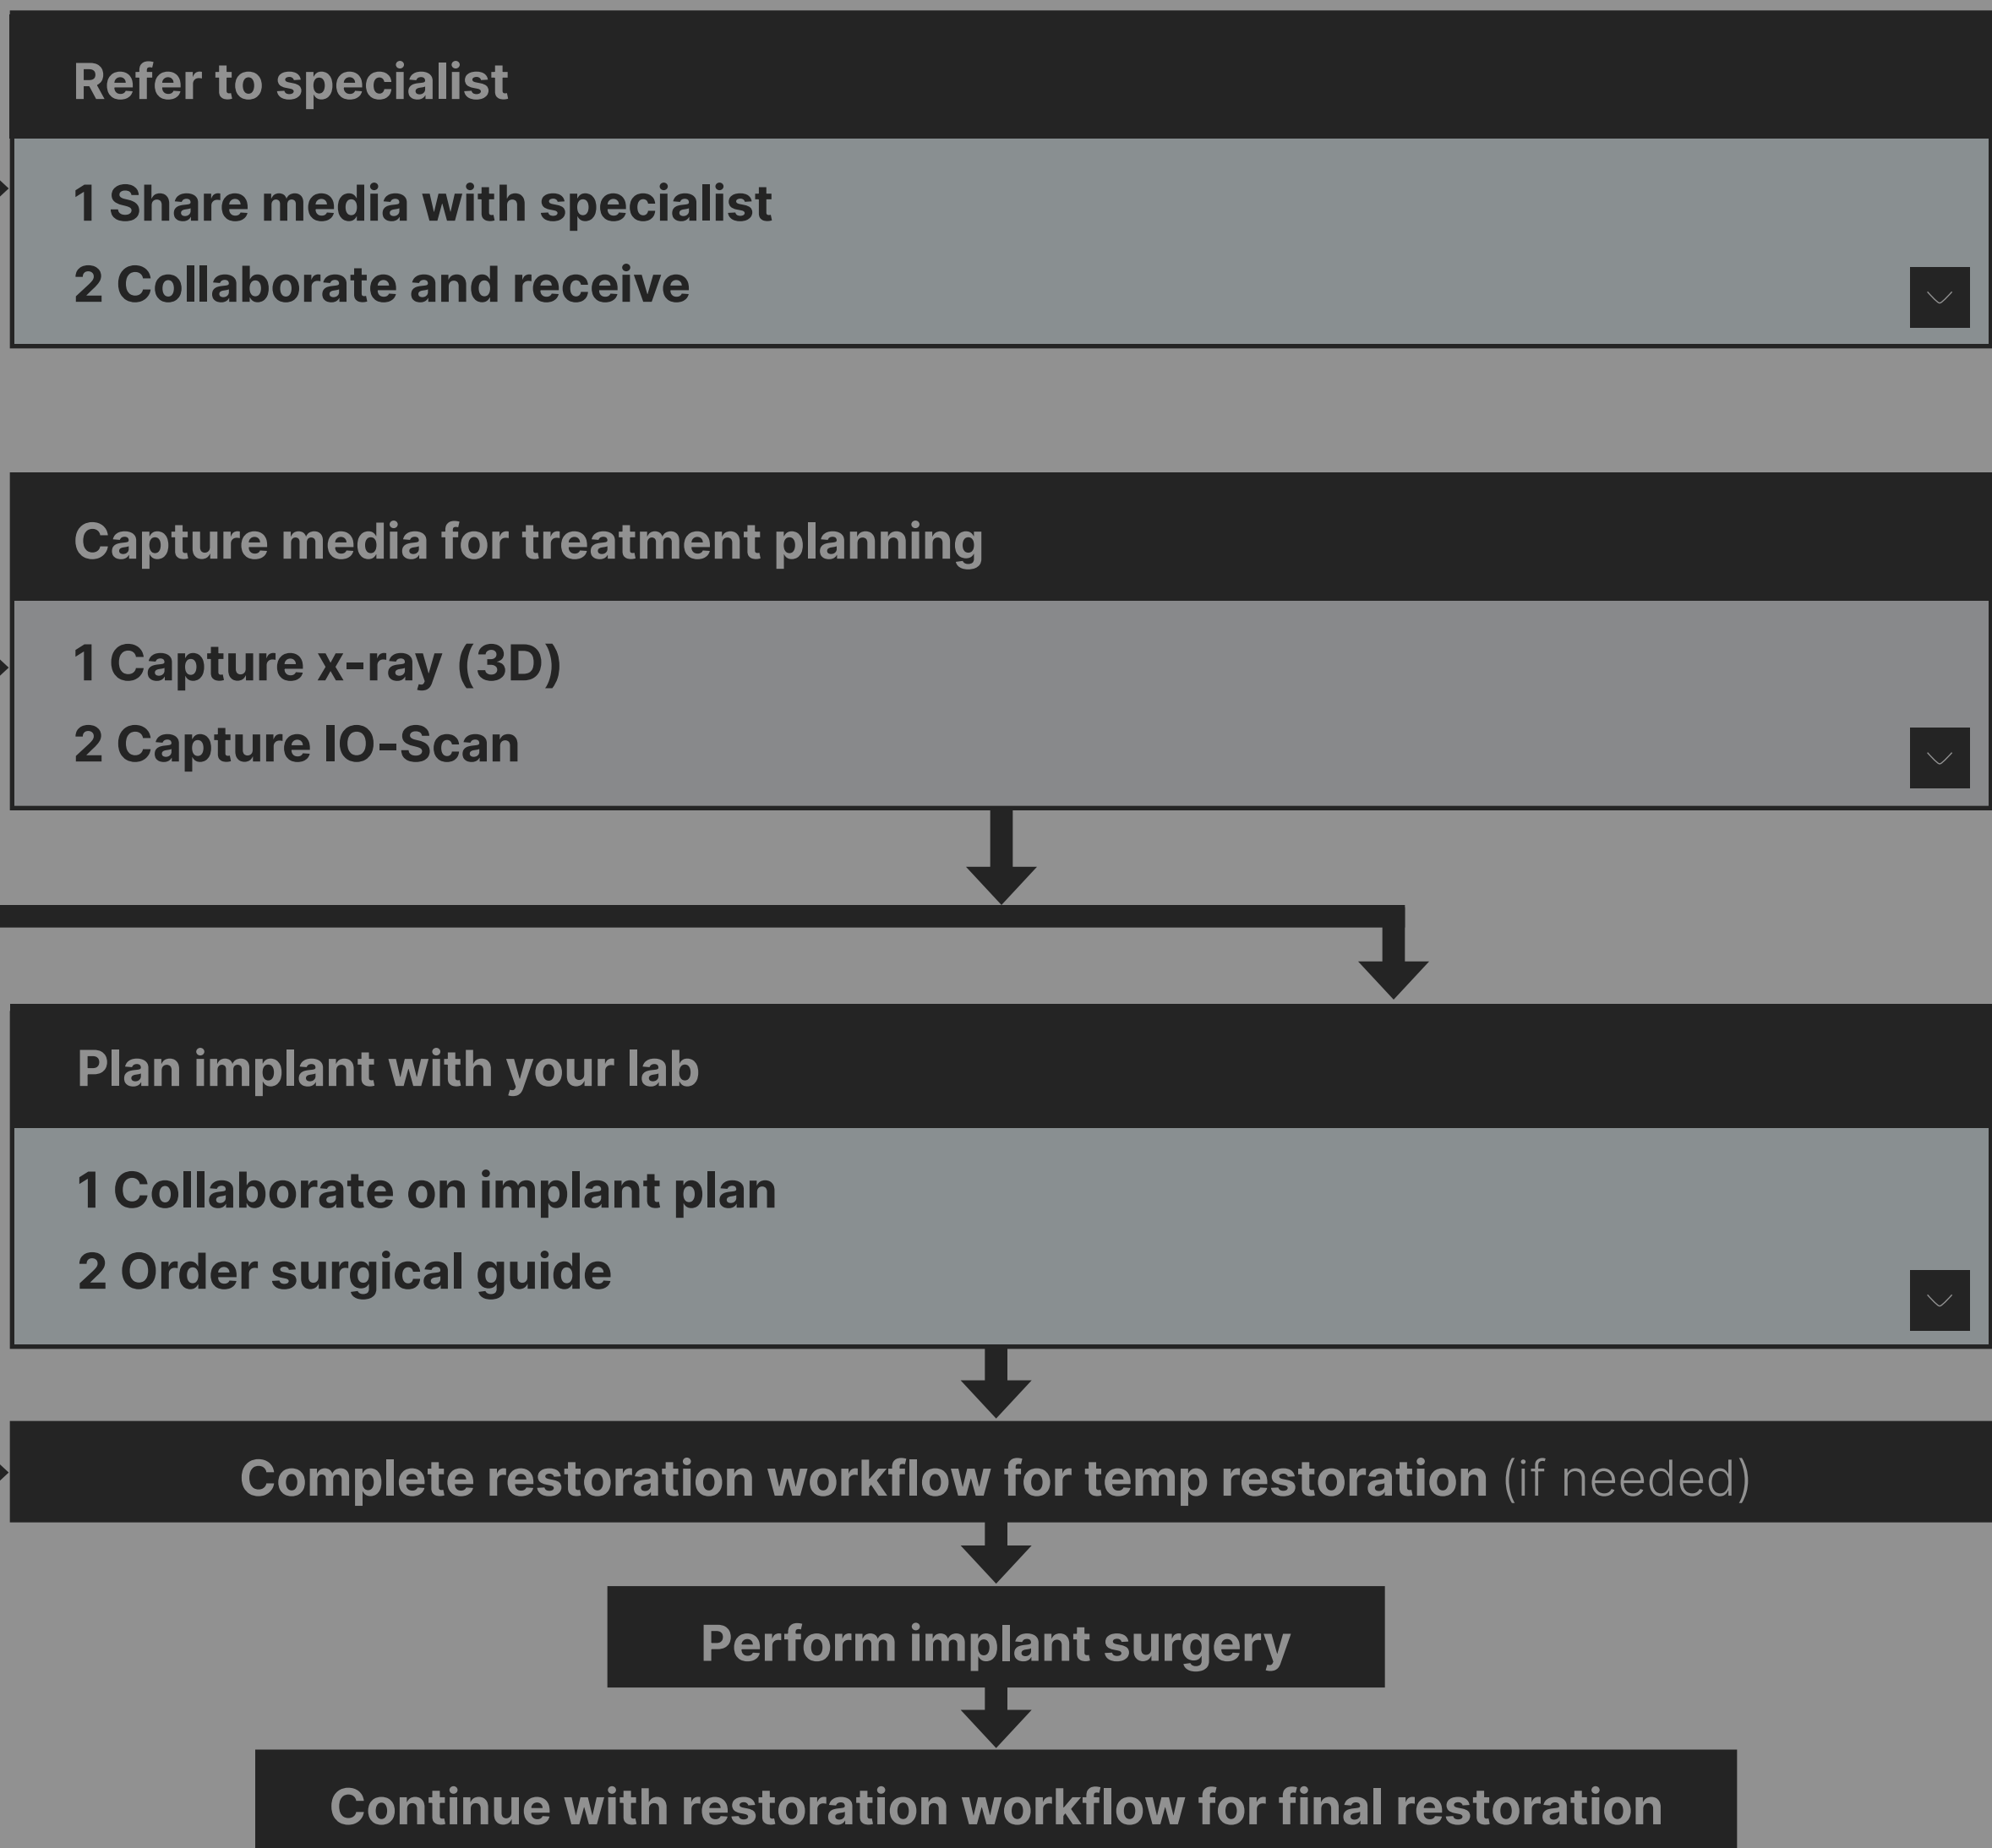 Refer to specialist
1 Share media with specialist
2 Collaborate and receive
Capture media for treatment planning
1 Capture x-ray (3D)
2 Capture IO-Scan
Plan implant with your lab
1 Collaborate on implant plan
2 Order surgical guide
Complete restoration workflow for temp restoration (if needed)
Perform implant surgery
Continue with restoration workflow for final restoration